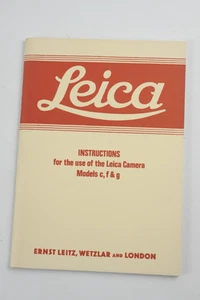 Leica
INSTRUCTIONS
for the use of the Leica Camera
Models c, f & g
ERNST LEITZ, WETZLAR AND LONDON